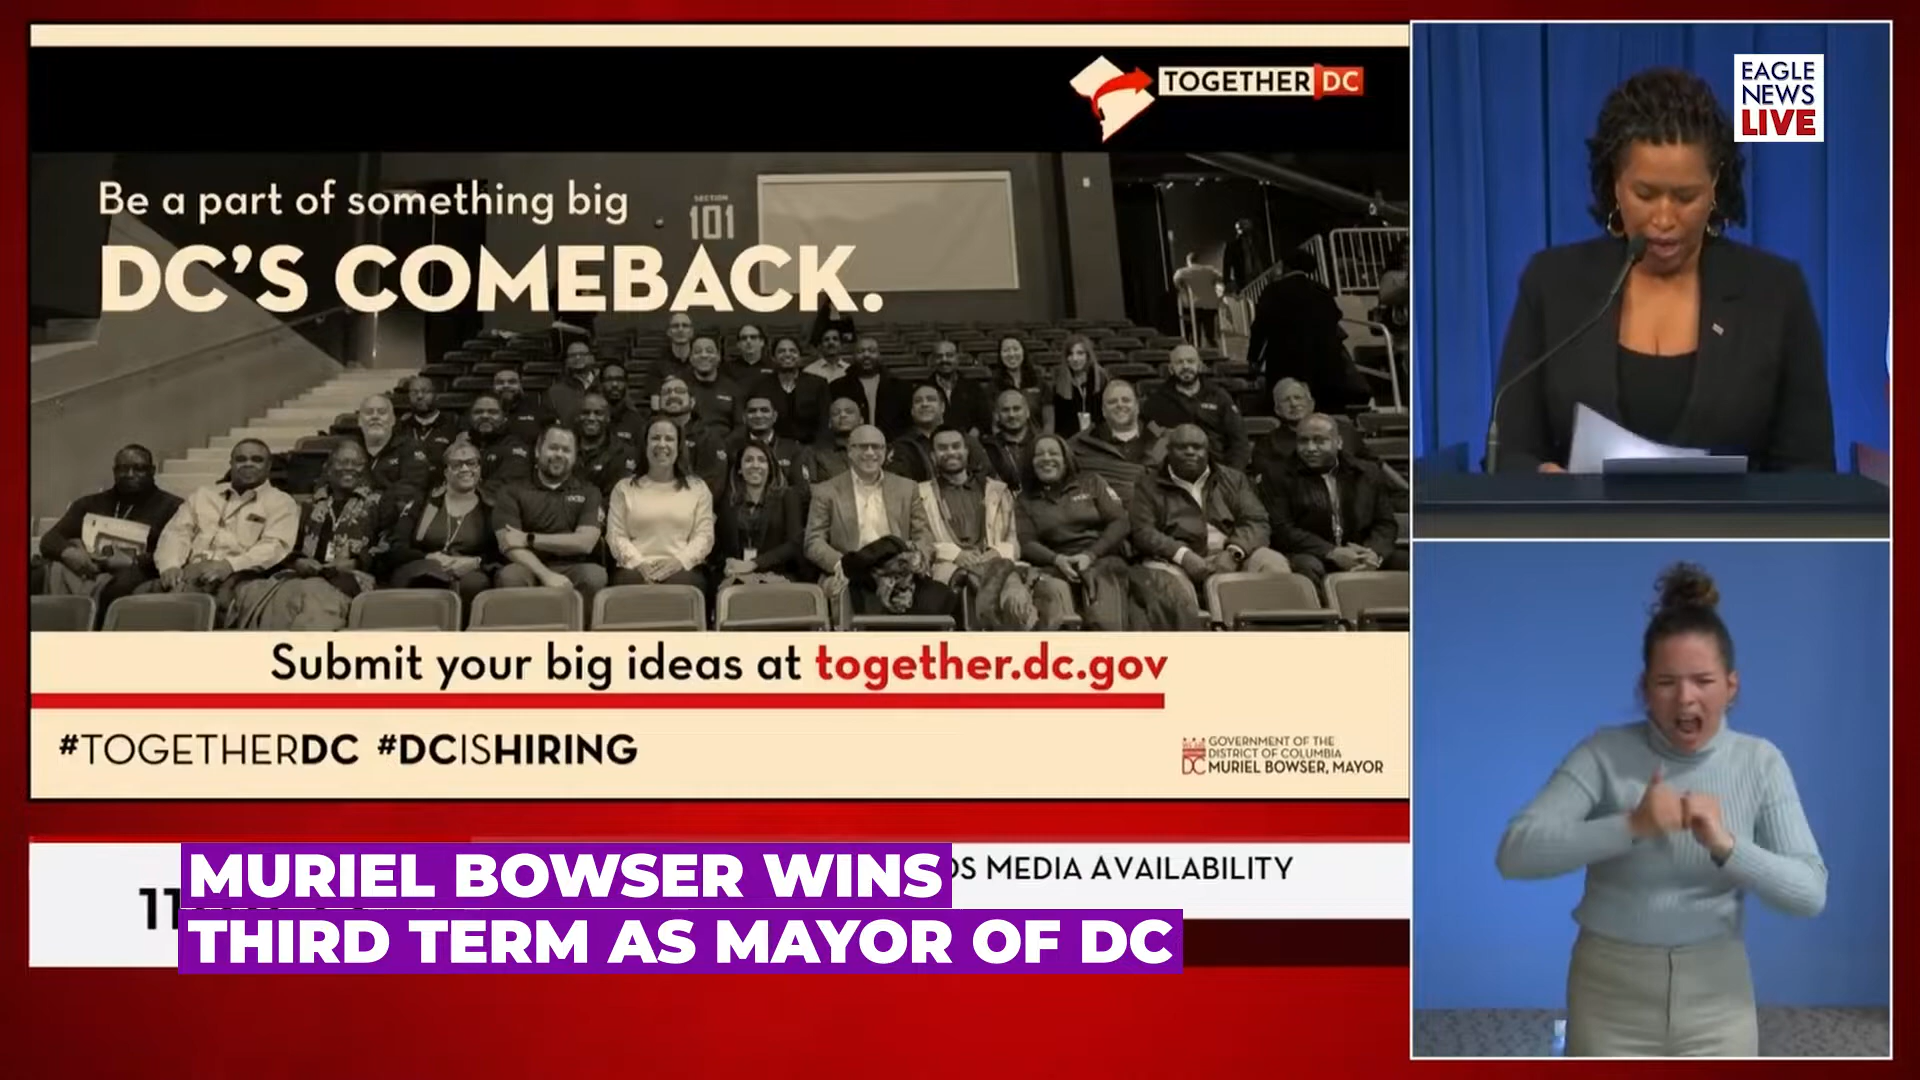 TOGETHER DC
EAGLE
NEWS
LIVE
Be a part of something big
SECTION
101
DC'S COMEBACK.
Submit your big ideas at together.dc.gov
#TOGETHERDC #DCISHIRING
GOVERNMENT OF THE
DISTRICT OF COLUMBIA
DC MURIEL BOWSER, MAYOR
MEDIA AVAILABILITY
MURIEL BOWSER WINS
THIRD TERM AS MAYOR OF DC